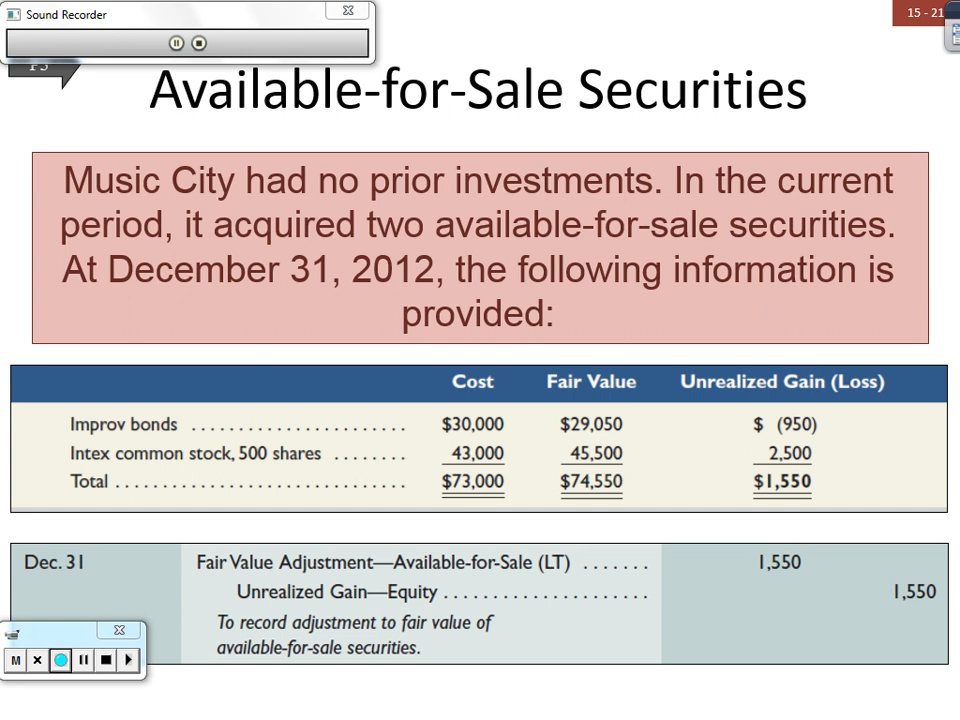 Sound Recorder
15 - 21
P3
Available-for-Sale Securities
Music City had no prior investments. In the current
period, it acquired two available-for-sale securities.
At December 31, 2012, the following information is
provided:
Cost Fair Value Unrealized Gain (Loss)
Improv bonds ...................... $30,000 $29,050 $ (950)
Intex common stock, 500 shares ........ 43,000 45,500 2,500
Total .............................. $73,000 $74,550 $1,550
Dec. 31 Fair Value Adjustment—Available-for-Sale (LT) ....... 1,550
Unrealized Gain—Equity ..................... 1,550
To record adjustment to fair value of
available-for-sale securities.
M